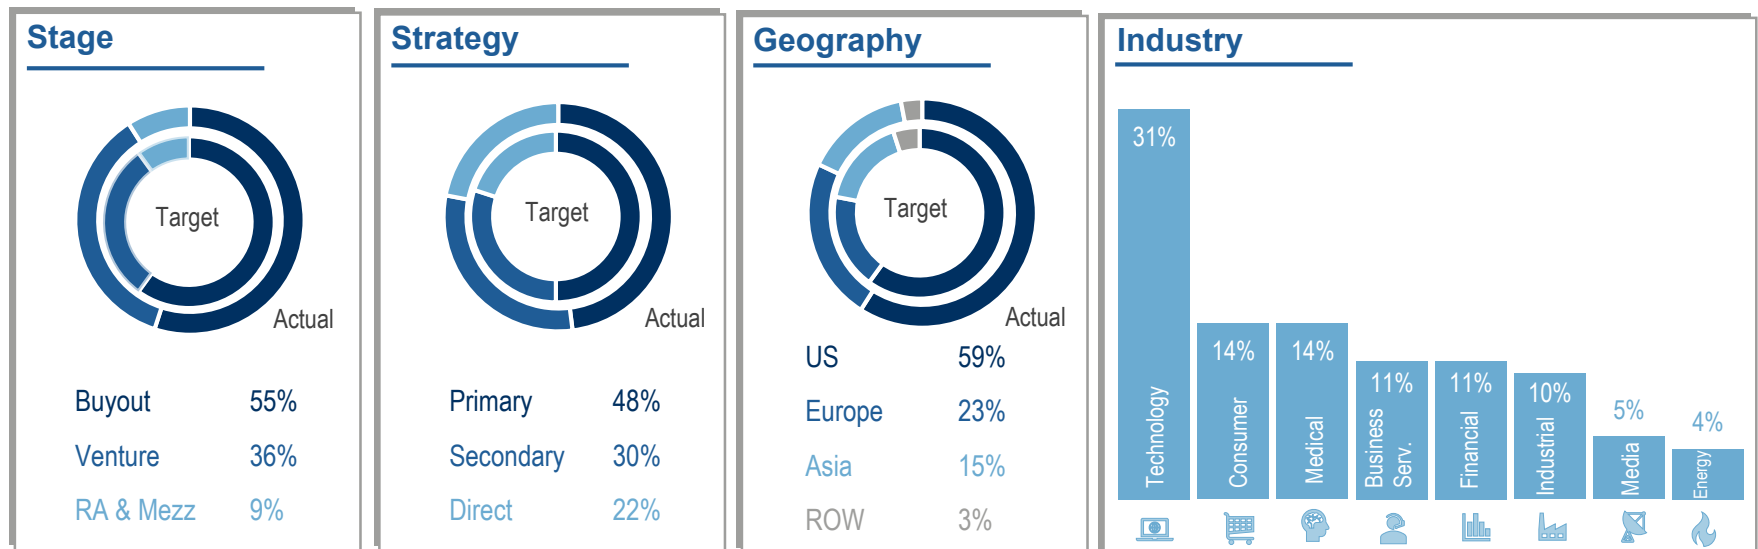 Stage
Target
Actual
Buyout 55%
Venture 36%
RA & Mezz 9%
Strategy
Target
Actual
Primary 48%
Secondary 30%
Direct 22%
Geography
Target
Actual
US 59%
Europe 23%
Asia 15%
ROW 3%
Industry
31%
Technology
14%
Consumer
14%
Medical
11%
Business
Serv.
11%
Financial
10%
Industrial
5%
Media
4%
Energy